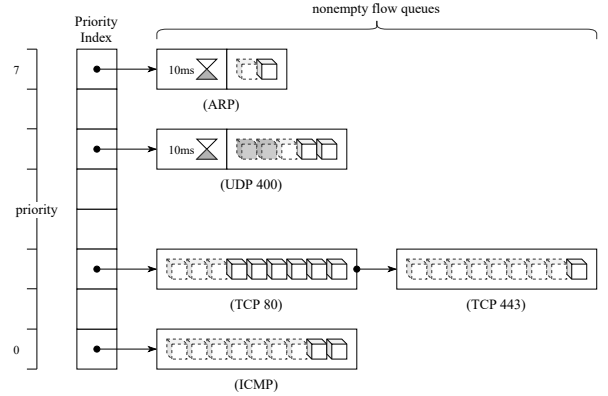 nonempty flow queues
Priority
Index
7
10ms
(ARP)
10ms
(UDP 400)
priority
(TCP 80)
(TCP 443)
0
(ICMP)